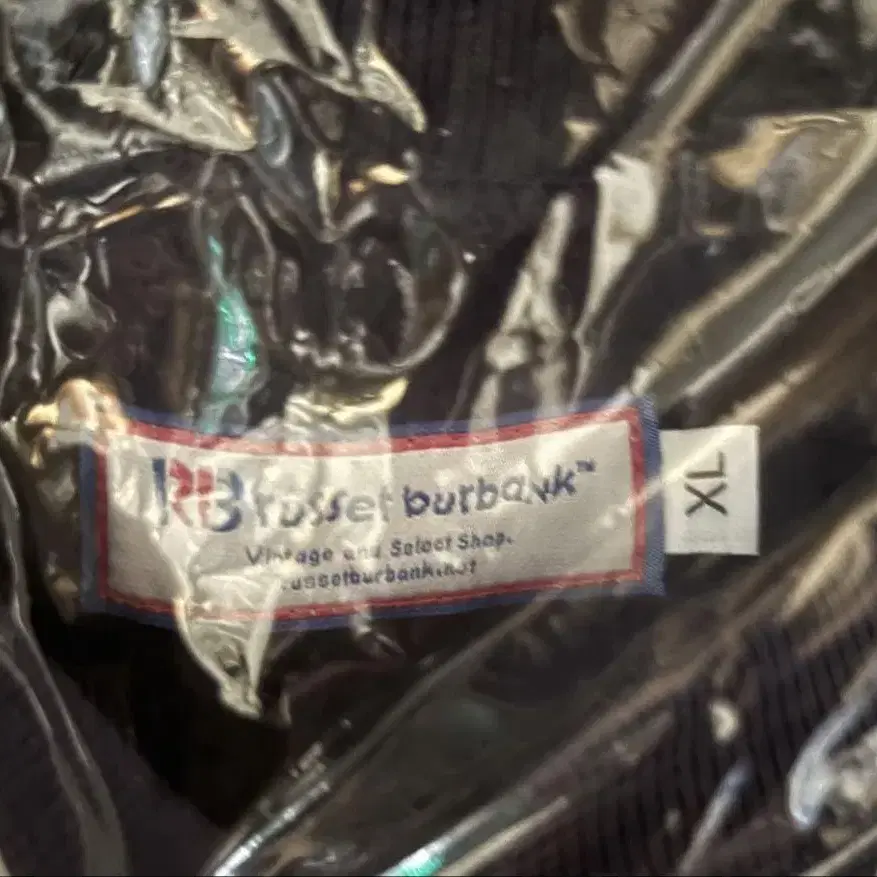 RB russet burbank™
Vintage and Select Shop.
russetburbank.net
XL